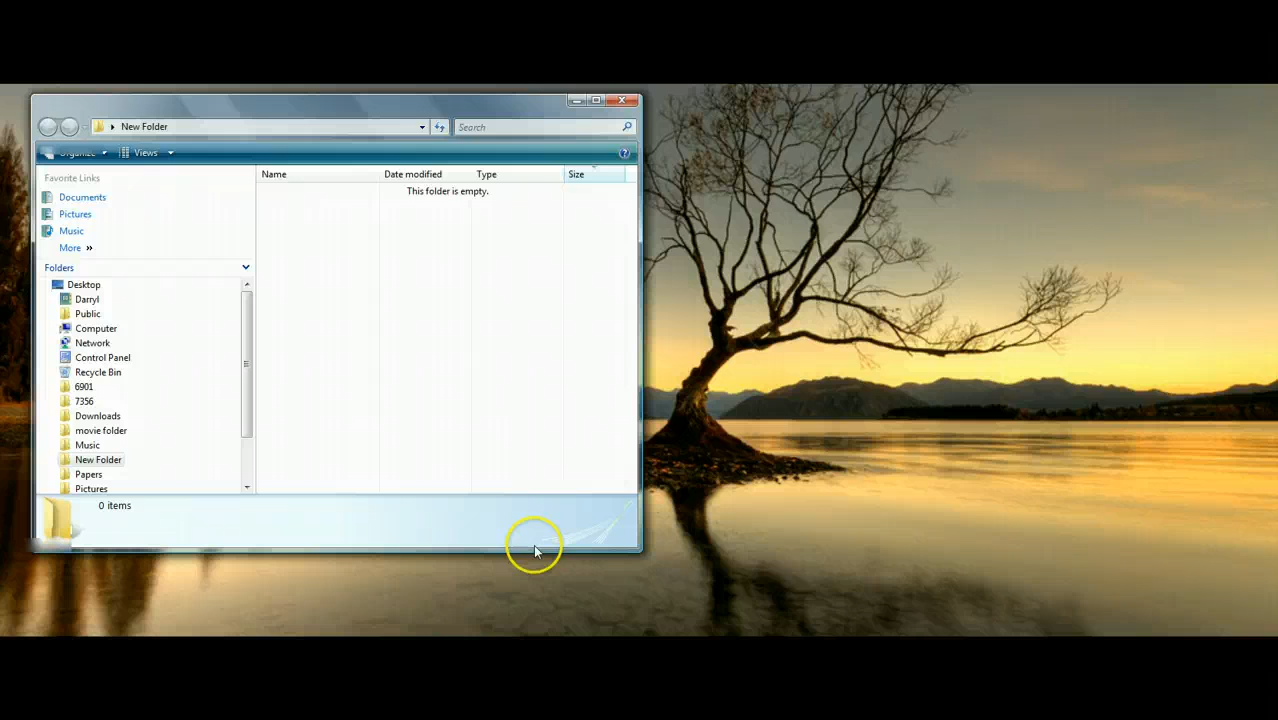 New Folder
Search
Organize
Views
Favorite Links
Documents
Pictures
Music
More »
Folders
Desktop
Darryl
Public
Computer
Network
Control Panel
Recycle Bin
6901
7356
Downloads
movie folder
Music
New Folder
Papers
Pictures
Name Date modified Type Size
This folder is empty.
0 items